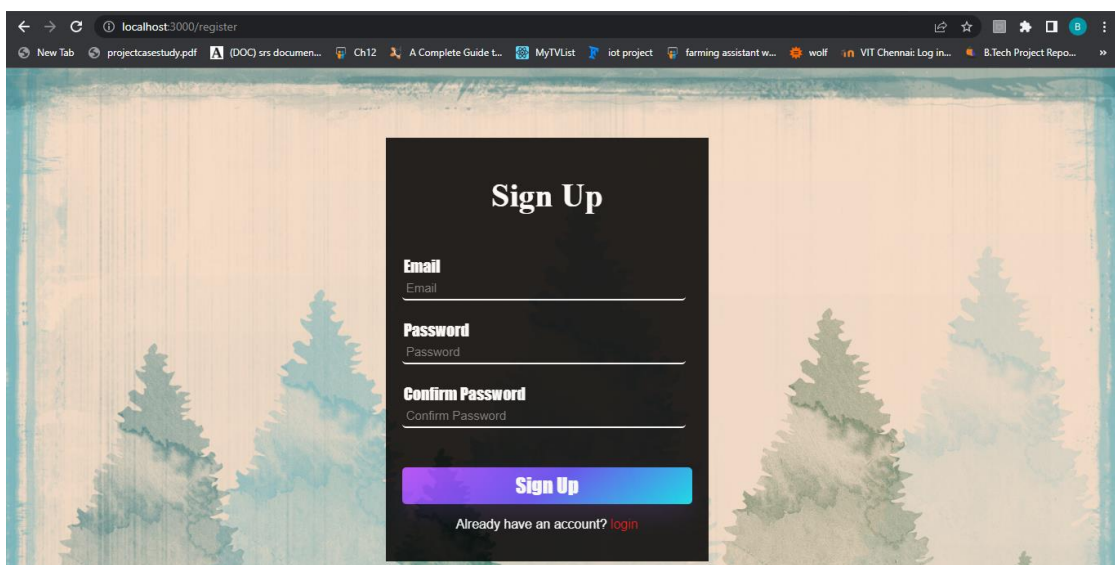 localhost:3000/register
B
New Tab projectcasestudy.pdf A (DOC) srs documen... Ch12 A Complete Guide t... MyTVList iot project farming assistant w... wolf VIT Chennai: Log in... B.Tech Project Repo... »
Sign Up
Email
Email
Password
Password
Confirm Password
Confirm Password
Sign Up
Already have an account? login